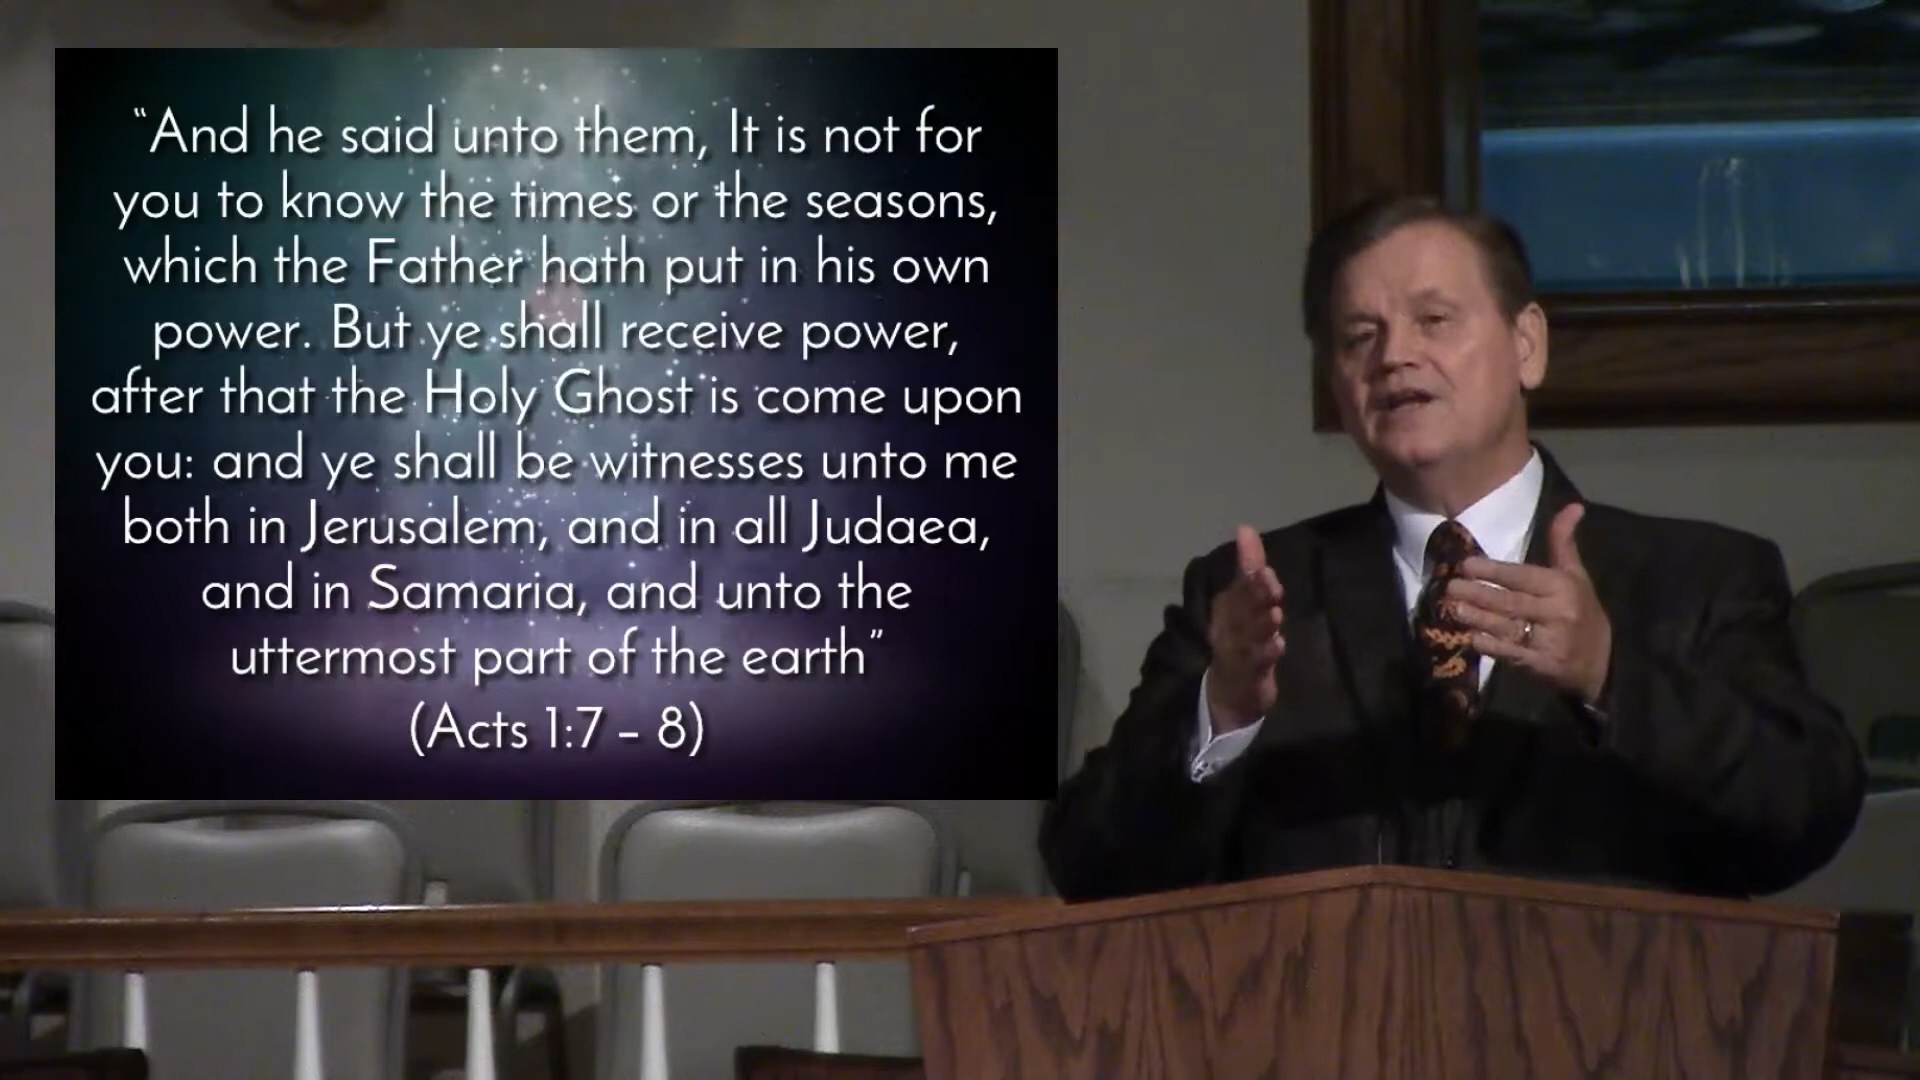 “And he said unto them, It is not for
you to know the times or the seasons,
which the Father hath put in his own
power. But ye shall receive power,
after that the Holy Ghost is come upon
you: and ye shall be witnesses unto me
both in Jerusalem, and in all Judaea,
and in Samaria, and unto the
uttermost part of the earth”
(Acts 1:7 – 8)